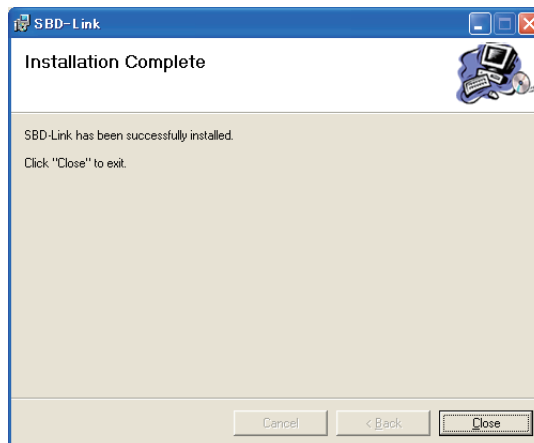 SBD-Link
Installation Complete
SBD-Link has been successfully installed.
Click "Close" to exit.
Cancel
< Back
Close